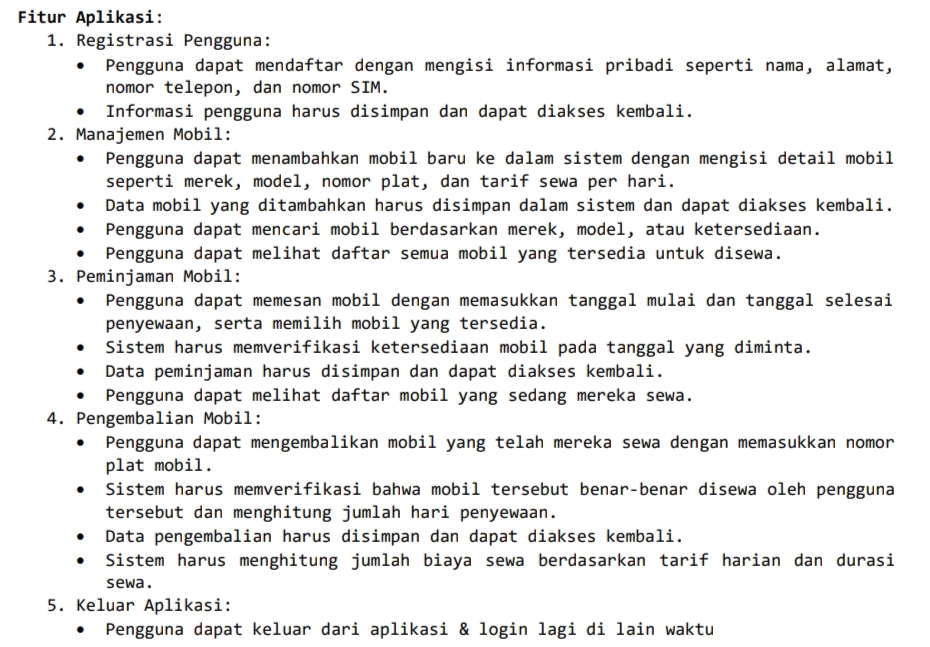 Fitur Aplikasi:
1. Registrasi Pengguna:
• Pengguna dapat mendaftar dengan mengisi informasi pribadi seperti nama, alamat,
nomor telepon, dan nomor SIM.
• Informasi pengguna harus disimpan dan dapat diakses kembali.
2. Manajemen Mobil:
• Pengguna dapat menambahkan mobil baru ke dalam sistem dengan mengisi detail mobil
seperti merek, model, nomor plat, dan tarif sewa per hari.
• Data mobil yang ditambahkan harus disimpan dalam sistem dan dapat diakses kembali.
• Pengguna dapat mencari mobil berdasarkan merek, model, atau ketersediaan.
• Pengguna dapat melihat daftar semua mobil yang tersedia untuk disewa.
3. Peminjaman Mobil:
• Pengguna dapat memesan mobil dengan memasukkan tanggal mulai dan tanggal selesai
penyewaan, serta memilih mobil yang tersedia.
• Sistem harus memverifikasi ketersediaan mobil pada tanggal yang diminta.
• Data peminjaman harus disimpan dan dapat diakses kembali.
• Pengguna dapat melihat daftar mobil yang sedang mereka sewa.
4. Pengembalian Mobil:
• Pengguna dapat mengembalikan mobil yang telah mereka sewa dengan memasukkan nomor
plat mobil.
• Sistem harus memverifikasi bahwa mobil tersebut benar-benar disewa oleh pengguna
tersebut dan menghitung jumlah hari penyewaan.
• Data pengembalian harus disimpan dan dapat diakses kembali.
• Sistem harus menghitung jumlah biaya sewa berdasarkan tarif harian dan durasi
sewa.
5. Keluar Aplikasi:
• Pengguna dapat keluar dari aplikasi & login lagi di lain waktu